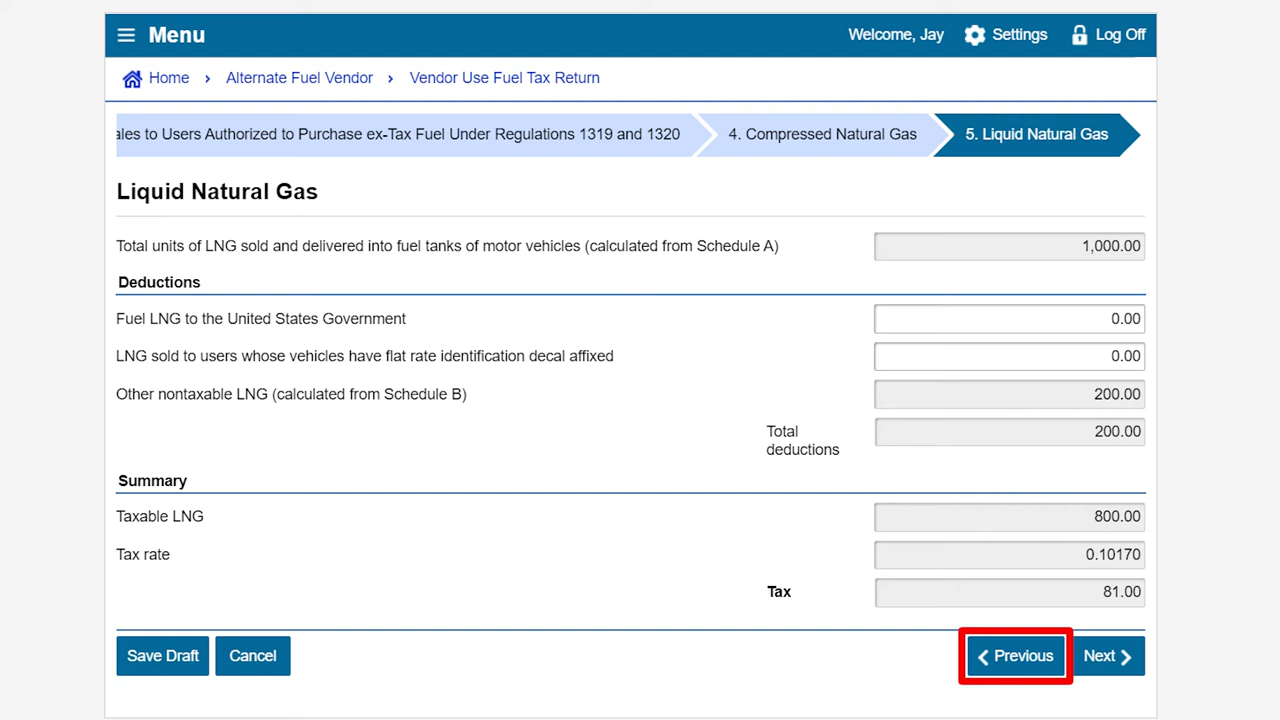 Menu
Welcome, Jay
Settings
Log Off
Home
Alternate Fuel Vendor
Vendor Use Fuel Tax Return
to Users Authorized to Purchase ex-Tax Fuel Under Regulations 1319 and 1320
4. Compressed Natural Gas
5. Liquid Natural Gas
Liquid Natural Gas
Total units of LNG sold and delivered into fuel tanks of motor vehicles (calculated from Schedule A)
1,000.00
Deductions
Fuel LNG to the United States Government
0.00
LNG sold to users whose vehicles have flat rate identification decal affixed
0.00
Other nontaxable LNG (calculated from Schedule B)
200.00
Total
deductions
200.00
Summary
Taxable LNG
800.00
Tax rate
0.10170
Tax
81.00
Save Draft
Cancel
Previous
Next